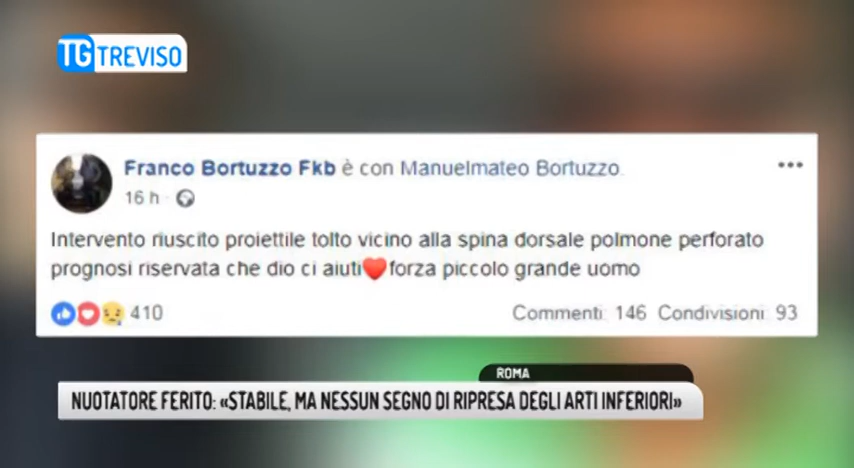 TG TREVISO
Franco Bortuzzo Fkb è con Manuelmateo Bortuzzo
16 h
Intervento riuscito proiettile tolto vicino alla spina dorsale polmone perforato
prognosi riservata che dio ci aiuti❤forza piccolo grande uomo
410 Commenti: 146 Condivisioni: 93
ROMA
NUOTATORE FERITO: «STABILE, MA NESSUN SEGNO DI RIPRESA DEGLI ARTI INFERIORI»